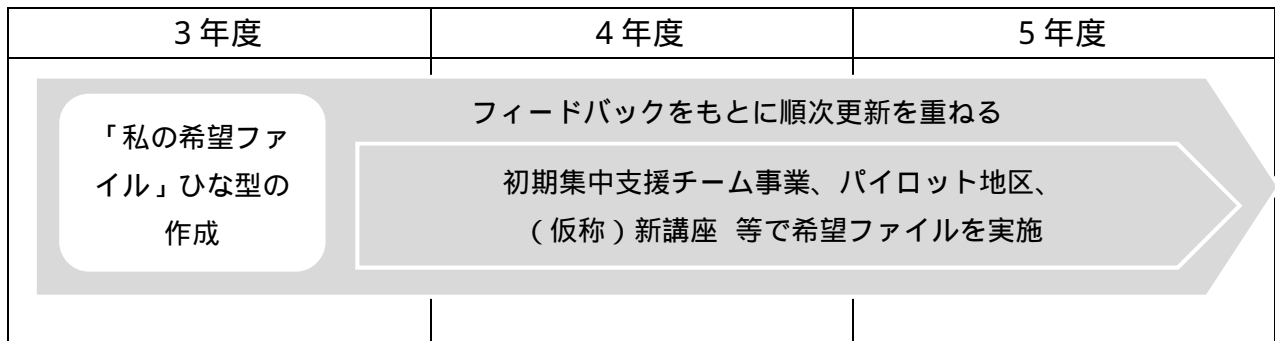 3年度
4年度
5年度
フィードバックをもとに順次更新を重ねる
「私の希望ファ
イル」ひな型の
作成
初期集中支援チーム事業、パイロット地区、
(仮称)新講座 等で希望ファイルを実施